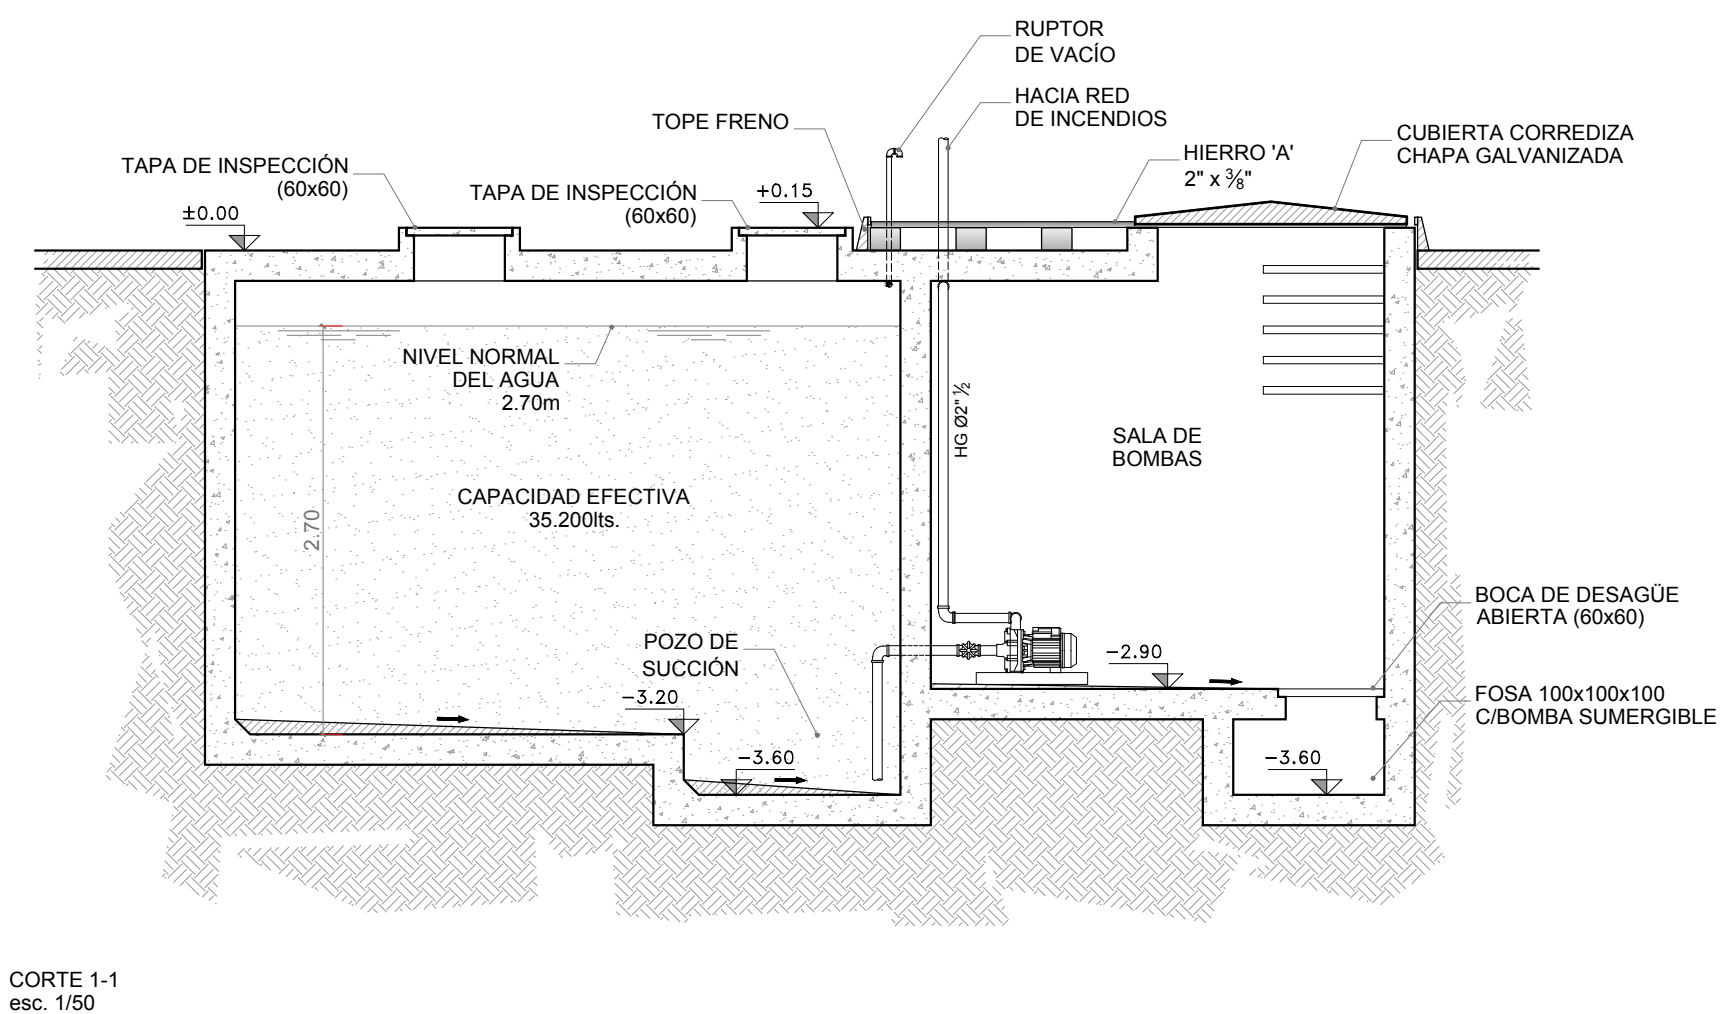 RUPTOR
DE VACÍO
HACIA RED
DE INCENDIOS
TOPE FRENO
CUBIERTA CORREDIZA
CHAPA GALVANIZADA
HIERRO 'A'
2" x 3/8"
TAPA DE INSPECCIÓN
(60x60)
TAPA DE INSPECCIÓN
(60x60)
+0.15
±0.00
NIVEL NORMAL
DEL AGUA
2.70m
HG Ø2" ½
SALA DE
BOMBAS
CAPACIDAD EFECTIVA
35.200lts.
2.70
BOCA DE DESAGÜE
ABIERTA (60x60)
POZO DE
SUCCIÓN
−2.90
−3.20
FOSA 100x100x100
C/BOMBA SUMERGIBLE
−3.60
−3.60
CORTE 1-1
esc. 1/50